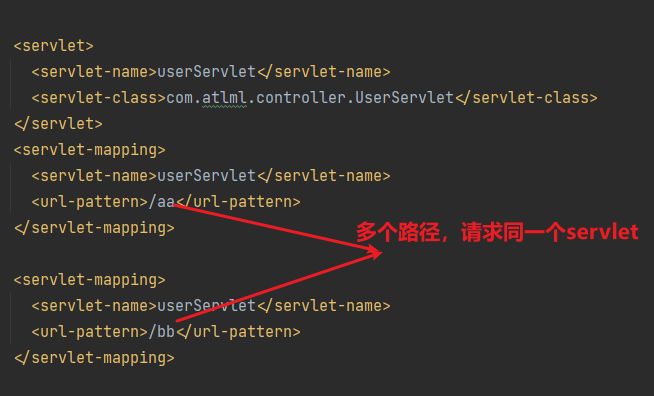 <servlet>
<servlet-name>userServlet</servlet-name>
<servlet-class>com.atlml.controller.UserServlet</servlet-class>
</servlet>
<servlet-mapping>
<servlet-name>userServlet</servlet-name>
<url-pattern>/aa</url-pattern>
</servlet-mapping>
多个路径，请求同一个servlet
<servlet-mapping>
<servlet-name>userServlet</servlet-name>
<url-pattern>/bb</url-pattern>
</servlet-mapping>